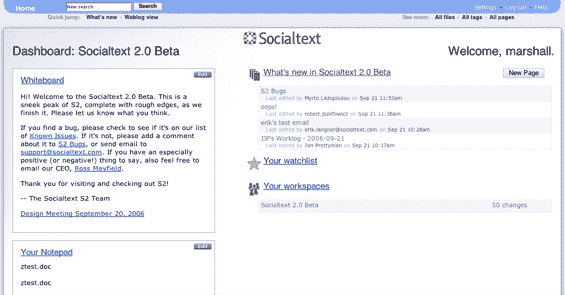 Home
New search
Search
Settings - Log out - Help
Quick jump: What's new - Weblog view
See more: All files - All tags - All pages
Socialtext
Dashboard: Socialtext 2.0 Beta
Welcome, marshall.
Whiteboard
Edit
Hi! Welcome to the Socialtext 2.0 Beta. This is a
sneek peak of S2, complete with rough edges, as we
finish it. Please let us know what you think.
If you find a bug, please check to see if it's on our list
of Known Issues. If it's not, please add a comment
about it to S2 Bugs, or send email to
support@socialtext.com. If you have an especially
positive (or negative!) thing to say, also feel free to
email our CEO, Ross Mayfield.
Thank you for visiting and checking out S2!
-- The Socialtext S2 Team
Design Meeting September 20, 2006
Your Notepad
Edit
ztest.doc
ztest.doc
What's new in Socialtext 2.0 Beta
New Page
S2 Bugs
Last edited by Myrto Liklopoulou on Sep 21 11:53am
oops!
Last edited by robert.jozefowicz on Sep 21 11:36am
erik's test email
Last edited by erik.langner@socialtext.com on Sep 21 10:28am
JJP's Worklog - 2006-09-21
Last edited by Jon Prettyman on Sep 21 10:17am
Your watchlist
Your workspaces
Socialtext 2.0 Beta
50 changes